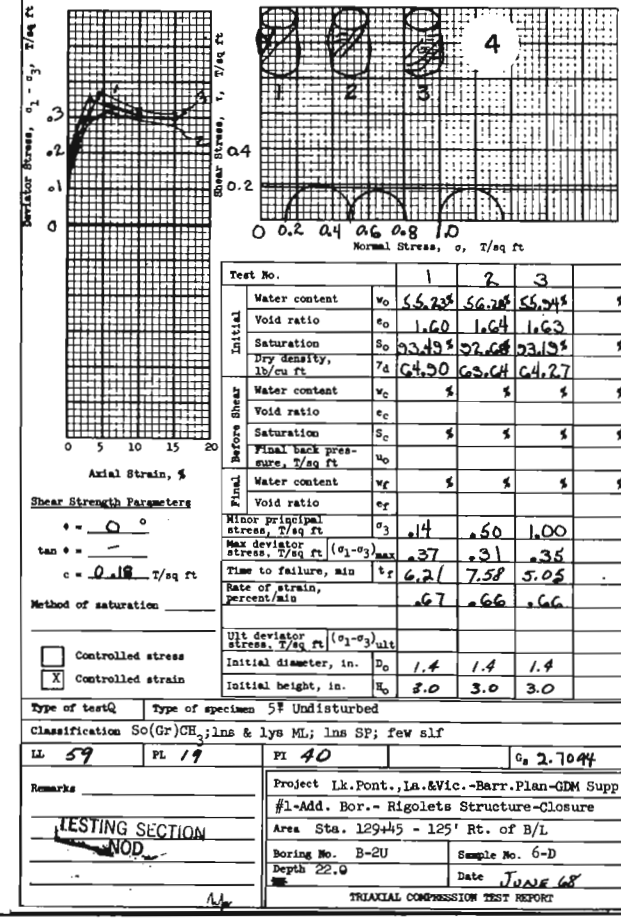 Deviator Stress, σ₁ - σ₃, T/sq ft
.3
.2
.1
0
0 5 10 15 20
Axial Strain, %
1
3
2
Shear Stress, τ, T/sq ft
0.4
0.2
0 0.2 0.4 0.6 0.8 1.0
Normal Stress, σ, T/sq ft
1 2 3
4
Shear Strength Parameters
φ = 0 °
tan φ = —
c = 0.18 T/sq ft
Method of saturation
Controlled stress
X Controlled strain
Test No. 1 2 3
Initial
Water content w₀ 55.23% 56.28% 55.94% %
Void ratio e₀ 1.60 1.64 1.63
Saturation S₀ 93.49% 92.68% 93.19% %
Dry density, lb/cu ft γd 64.90 63.64 64.27
Before Shear
Water content wc % % % %
Void ratio ec
Saturation Sc % % % %
Final back pressure, T/sq ft u₀
Final
Water content wf % % % %
Void ratio ef
Minor principal stress, T/sq ft σ₃ .14 .50 1.00
Max deviator stress, T/sq ft (σ₁-σ₃)max .37 .31 .35
Time to failure, min tf 6.21 7.58 5.05
Rate of strain, percent/min .67 .66 .66
Ult deviator stress, T/sq ft (σ₁-σ₃)ult
Initial diameter, in. D₀ 1.4 1.4 1.4
Initial height, in. H₀ 3.0 3.0 3.0
Type of test Q Type of specimen 5" Undisturbed
Classification So(Gr)CH₃;lns & lys ML; lns SP; few slf
LL 59 PL 19 PI 40 Gs 2.7044
Remarks
TESTING SECTION
NOD
Project Lk.Pont.,La.&Vic.-Barr.Plan-GDM Supp
#1-Add. Bor.- Rigolets Structure-Closure
Area Sta. 129+45 - 125' Rt. of B/L
Boring No. B-2U Sample No. 6-D
Depth 22.0 Date JUNE 68
TRIAXIAL COMPRESSION TEST REPORT